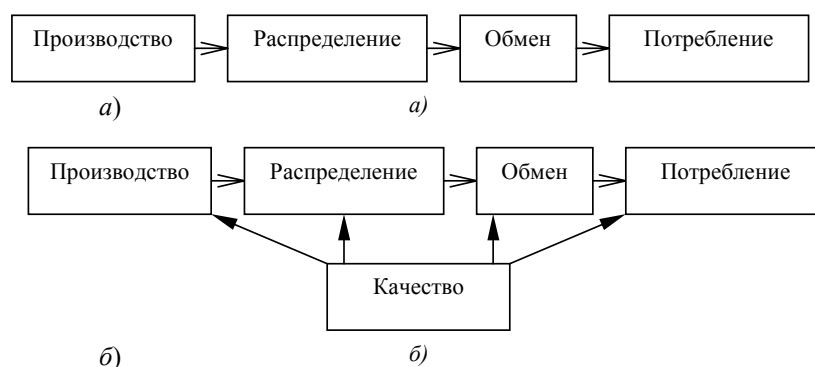 Производство Распределение Обмен Потребление
а) а)
Производство Распределение Обмен Потребление
Качество
б) б)